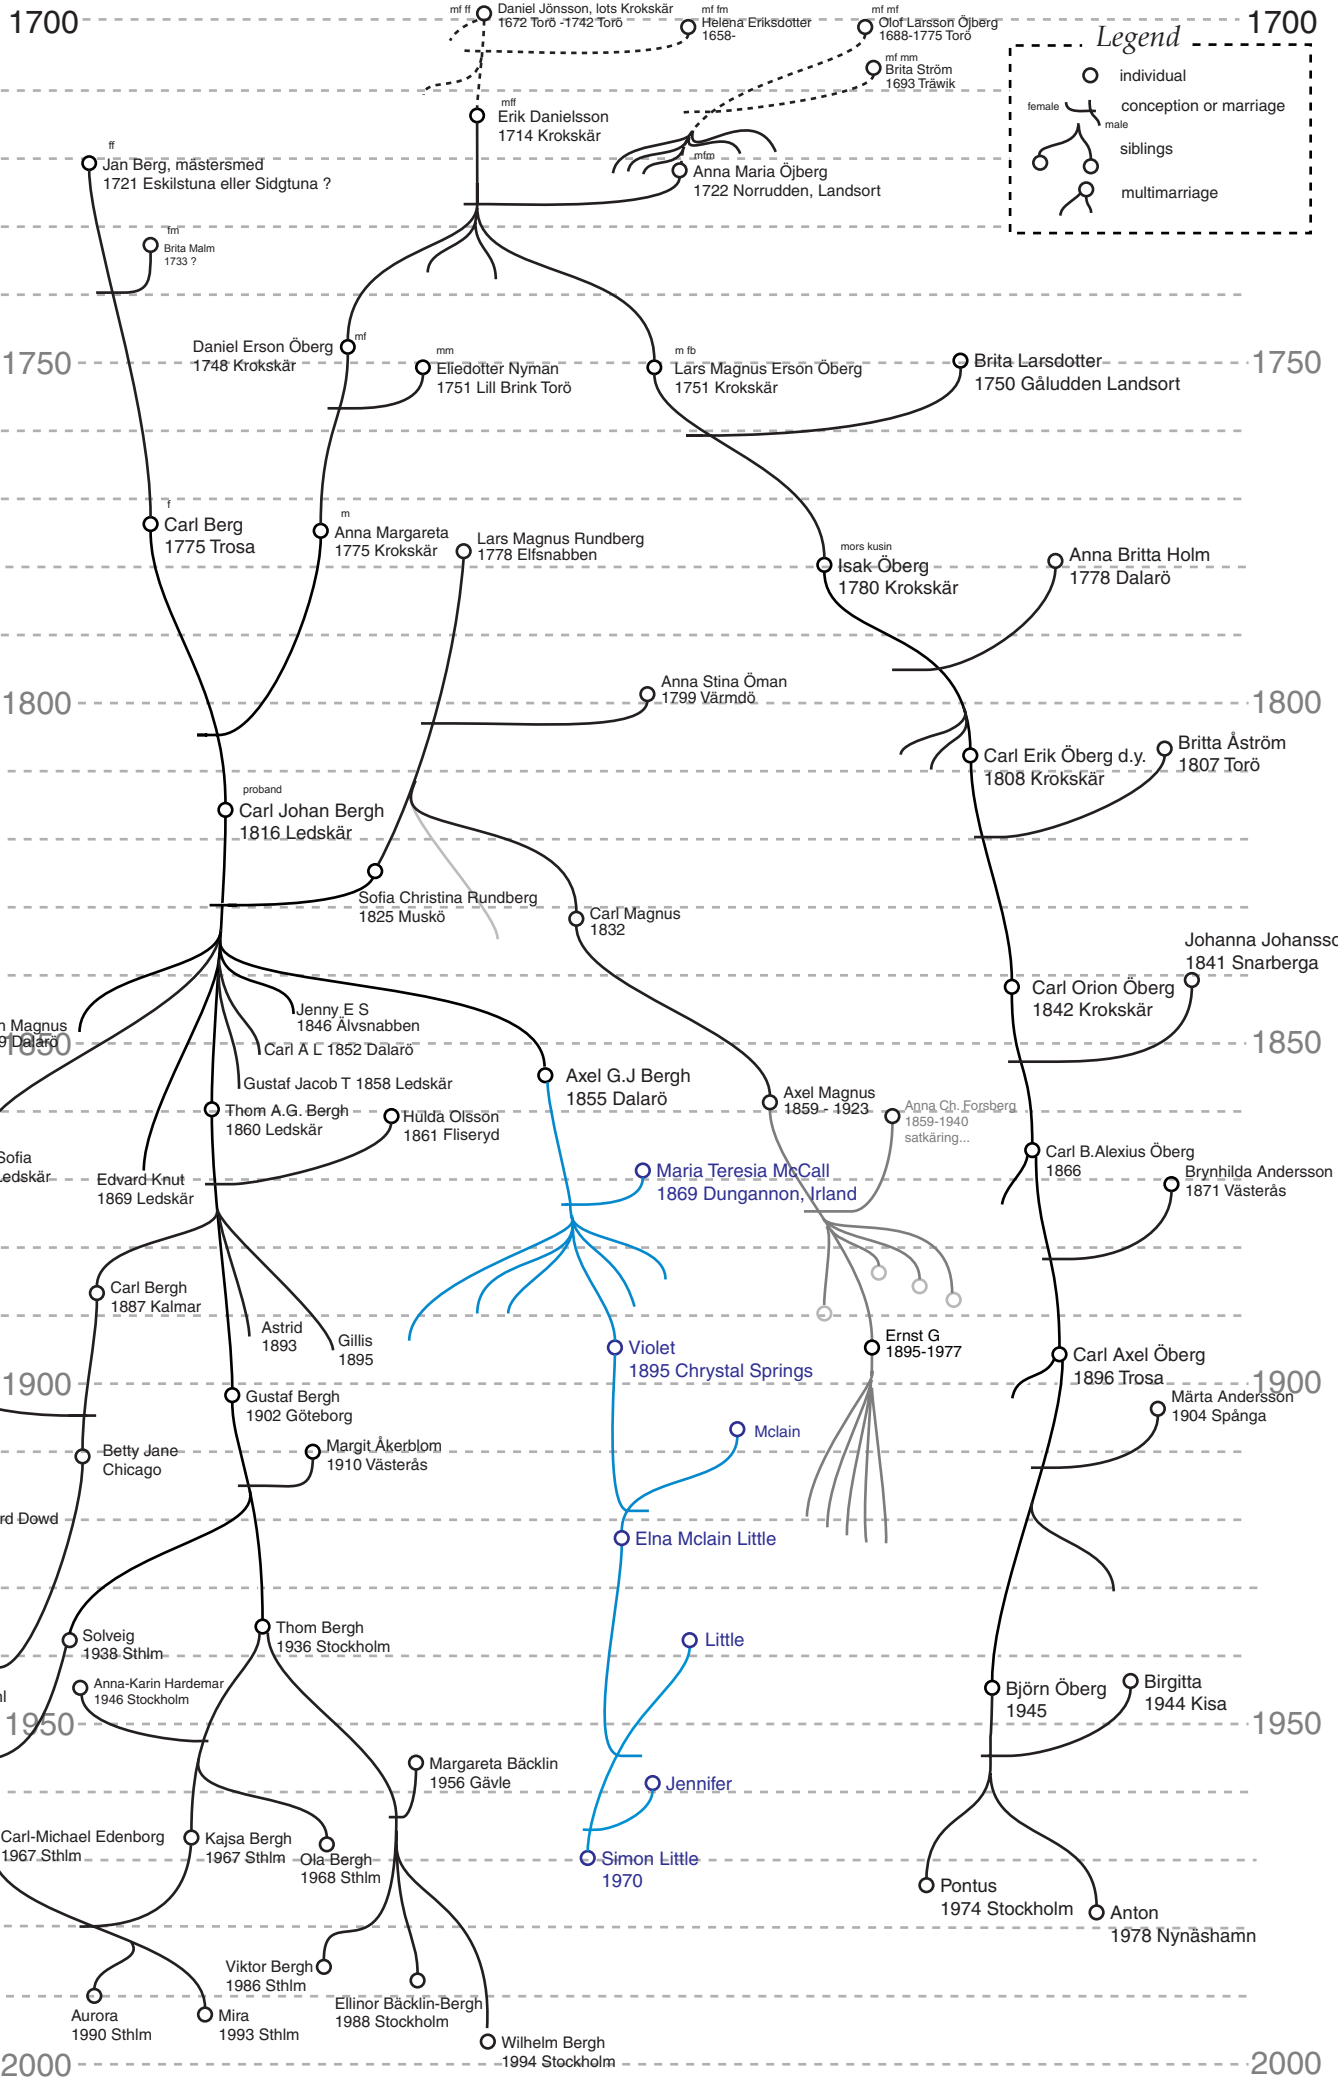 1700
1700
mf ff
Daniel Jönsson, lots Krokskär
1672 Torö -1742 Torö
mf fm
Helena Eriksdotter
1658-
mf mf
Olof Larsson Öjberg
1688-1775 Torö
mf mm
Brita Ström
1693 Träwik
Legend
individual
female
conception or marriage
male
siblings
multimarriage
mff
Erik Danielsson
1714 Krokskär
ff
Jan Berg, mästersmed
1721 Eskilstuna eller Sidgtuna ?
mfm
Anna Maria Öjberg
1722 Norrudden, Landsort
fm
Brita Malm
1733 ?
1750
1750
mf
Daniel Erson Öberg
1748 Krokskär
mm
Eliedotter Nyman
1751 Lill Brink Torö
m fb
Lars Magnus Erson Öberg
1751 Krokskär
Brita Larsdotter
1750 Gåludden Landsort
f
Carl Berg
1775 Trosa
m
Anna Margareta
1775 Krokskär
Lars Magnus Rundberg
1778 Elfsnabben
mors kusin
Isak Öberg
1780 Krokskär
Anna Britta Holm
1778 Dalarö
1800
1800
Anna Stina Öman
1799 Värmdö
Carl Erik Öberg d.y.
1808 Krokskär
Britta Åström
1807 Torö
proband
Carl Johan Bergh
1816 Ledskär
Sofia Christina Rundberg
1825 Muskö
Carl Magnus
1832
Johanna Johansso
1841 Snarberga
Carl Orion Öberg
1842 Krokskär
n Magnus
9 Dalarö
1850
1850
Jenny E S
1846 Älvsnabben
Carl A L 1852 Dalarö
Gustaf Jacob T 1858 Ledskär
Axel G.J Bergh
1855 Dalarö
Thom A.G. Bergh
1860 Ledskär
Hulda Olsson
1861 Fliseryd
Axel Magnus
1859 - 1923
Anna Ch. Forsberg
1859-1940
satkäring...
Sofia
Ledskär
Edvard Knut
1869 Ledskär
Maria Teresia McCall
1869 Dungannon, Irland
Carl B.Alexius Öberg
1866
Brynhilda Andersson
1871 Västerås
Carl Bergh
1887 Kalmar
Astrid
1893
Gillis
1895
Violet
1895 Chrystal Springs
Ernst G
1895-1977
Carl Axel Öberg
1896 Trosa
1900
1900
Gustaf Bergh
1902 Göteborg
Märta Andersson
1904 Spånga
Betty Jane
Chicago
Margit Åkerblom
1910 Västerås
Mclain
rd Dowd
Elna Mclain Little
Solveig
1938 Sthlm
Thom Bergh
1936 Stockholm
Little
Anna-Karin Hardemar
1946 Stockholm
Björn Öberg
1945
Birgitta
1944 Kisa
hl
1950
1950
Margareta Bäcklin
1956 Gävle
Jennifer
Carl-Michael Edenborg
1967 Sthlm
Kajsa Bergh
1967 Sthlm
Ola Bergh
1968 Sthlm
Simon Little
1970
Pontus
1974 Stockholm
Anton
1978 Nynäshamn
Viktor Bergh
1986 Sthlm
Ellinor Bäcklin-Bergh
1988 Stockholm
Aurora
1990 Sthlm
Mira
1993 Sthlm
Wilhelm Bergh
1994 Stockholm
2000
2000